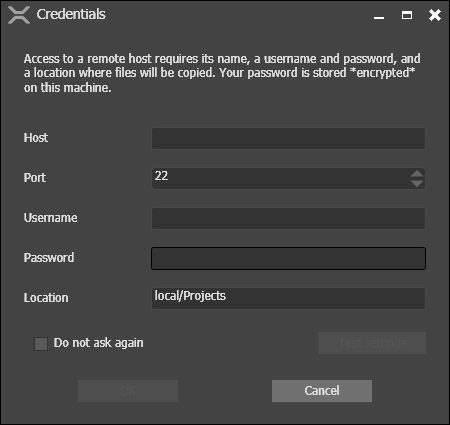 Credentials
Access to a remote host requires its name, a username and password, and
a location where files will be copied. Your password is stored *encrypted*
on this machine.
Host
Port
22
Username
Password
Location
local/Projects
Do not ask again
Test settings
OK
Cancel